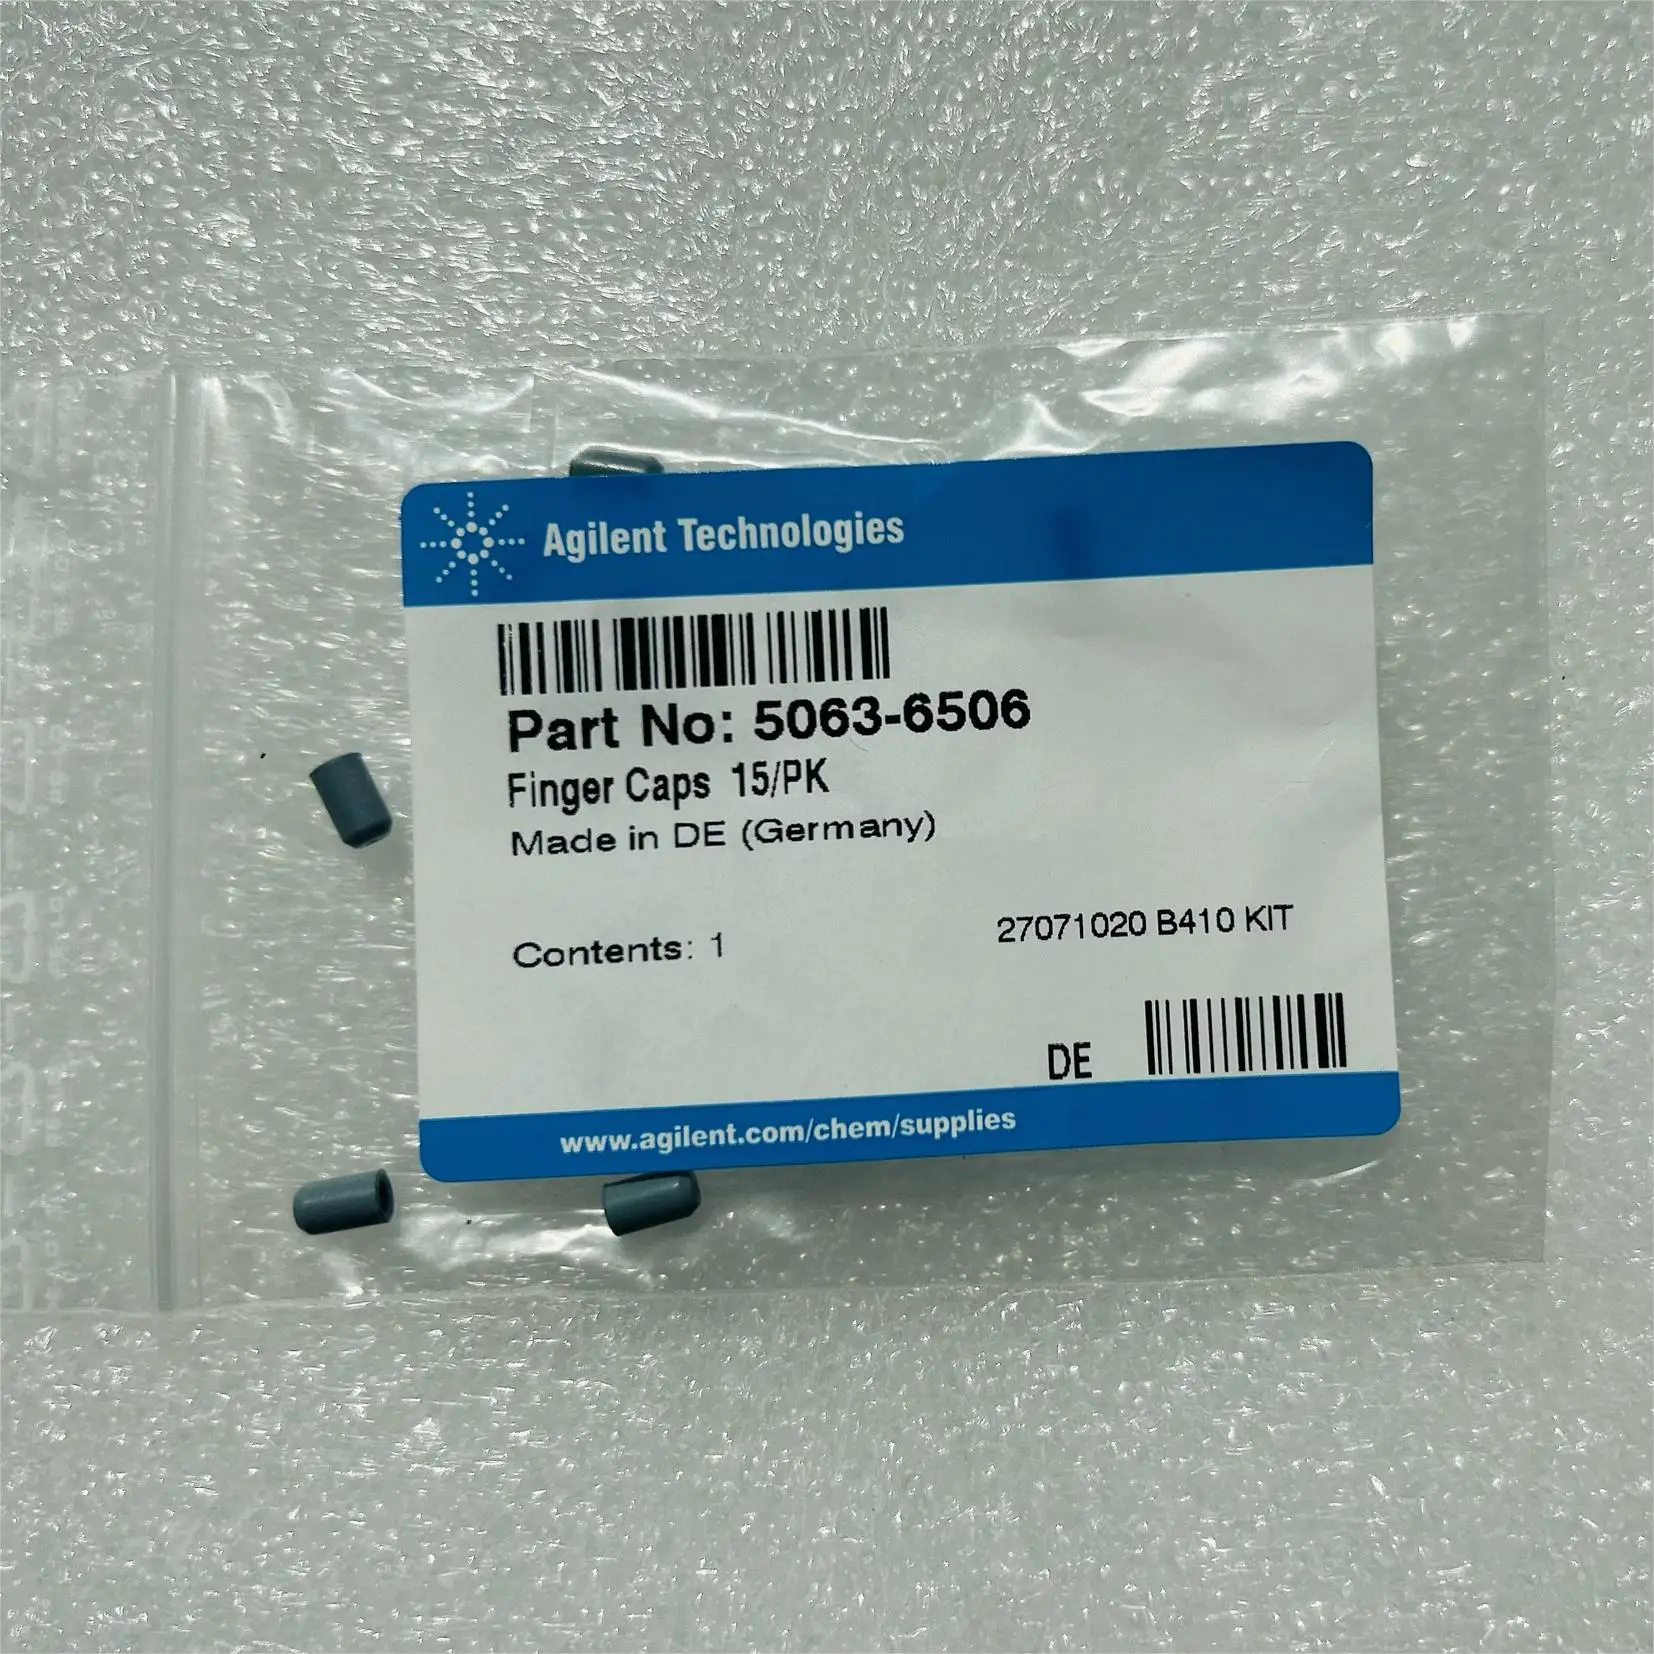 Agilent Technologies
Part No: 5063-6506
Finger Caps 15/PK
Made in DE (Germany)
Contents: 1
27071020 B410 KIT
DE
www.agilent.com/chem/supplies